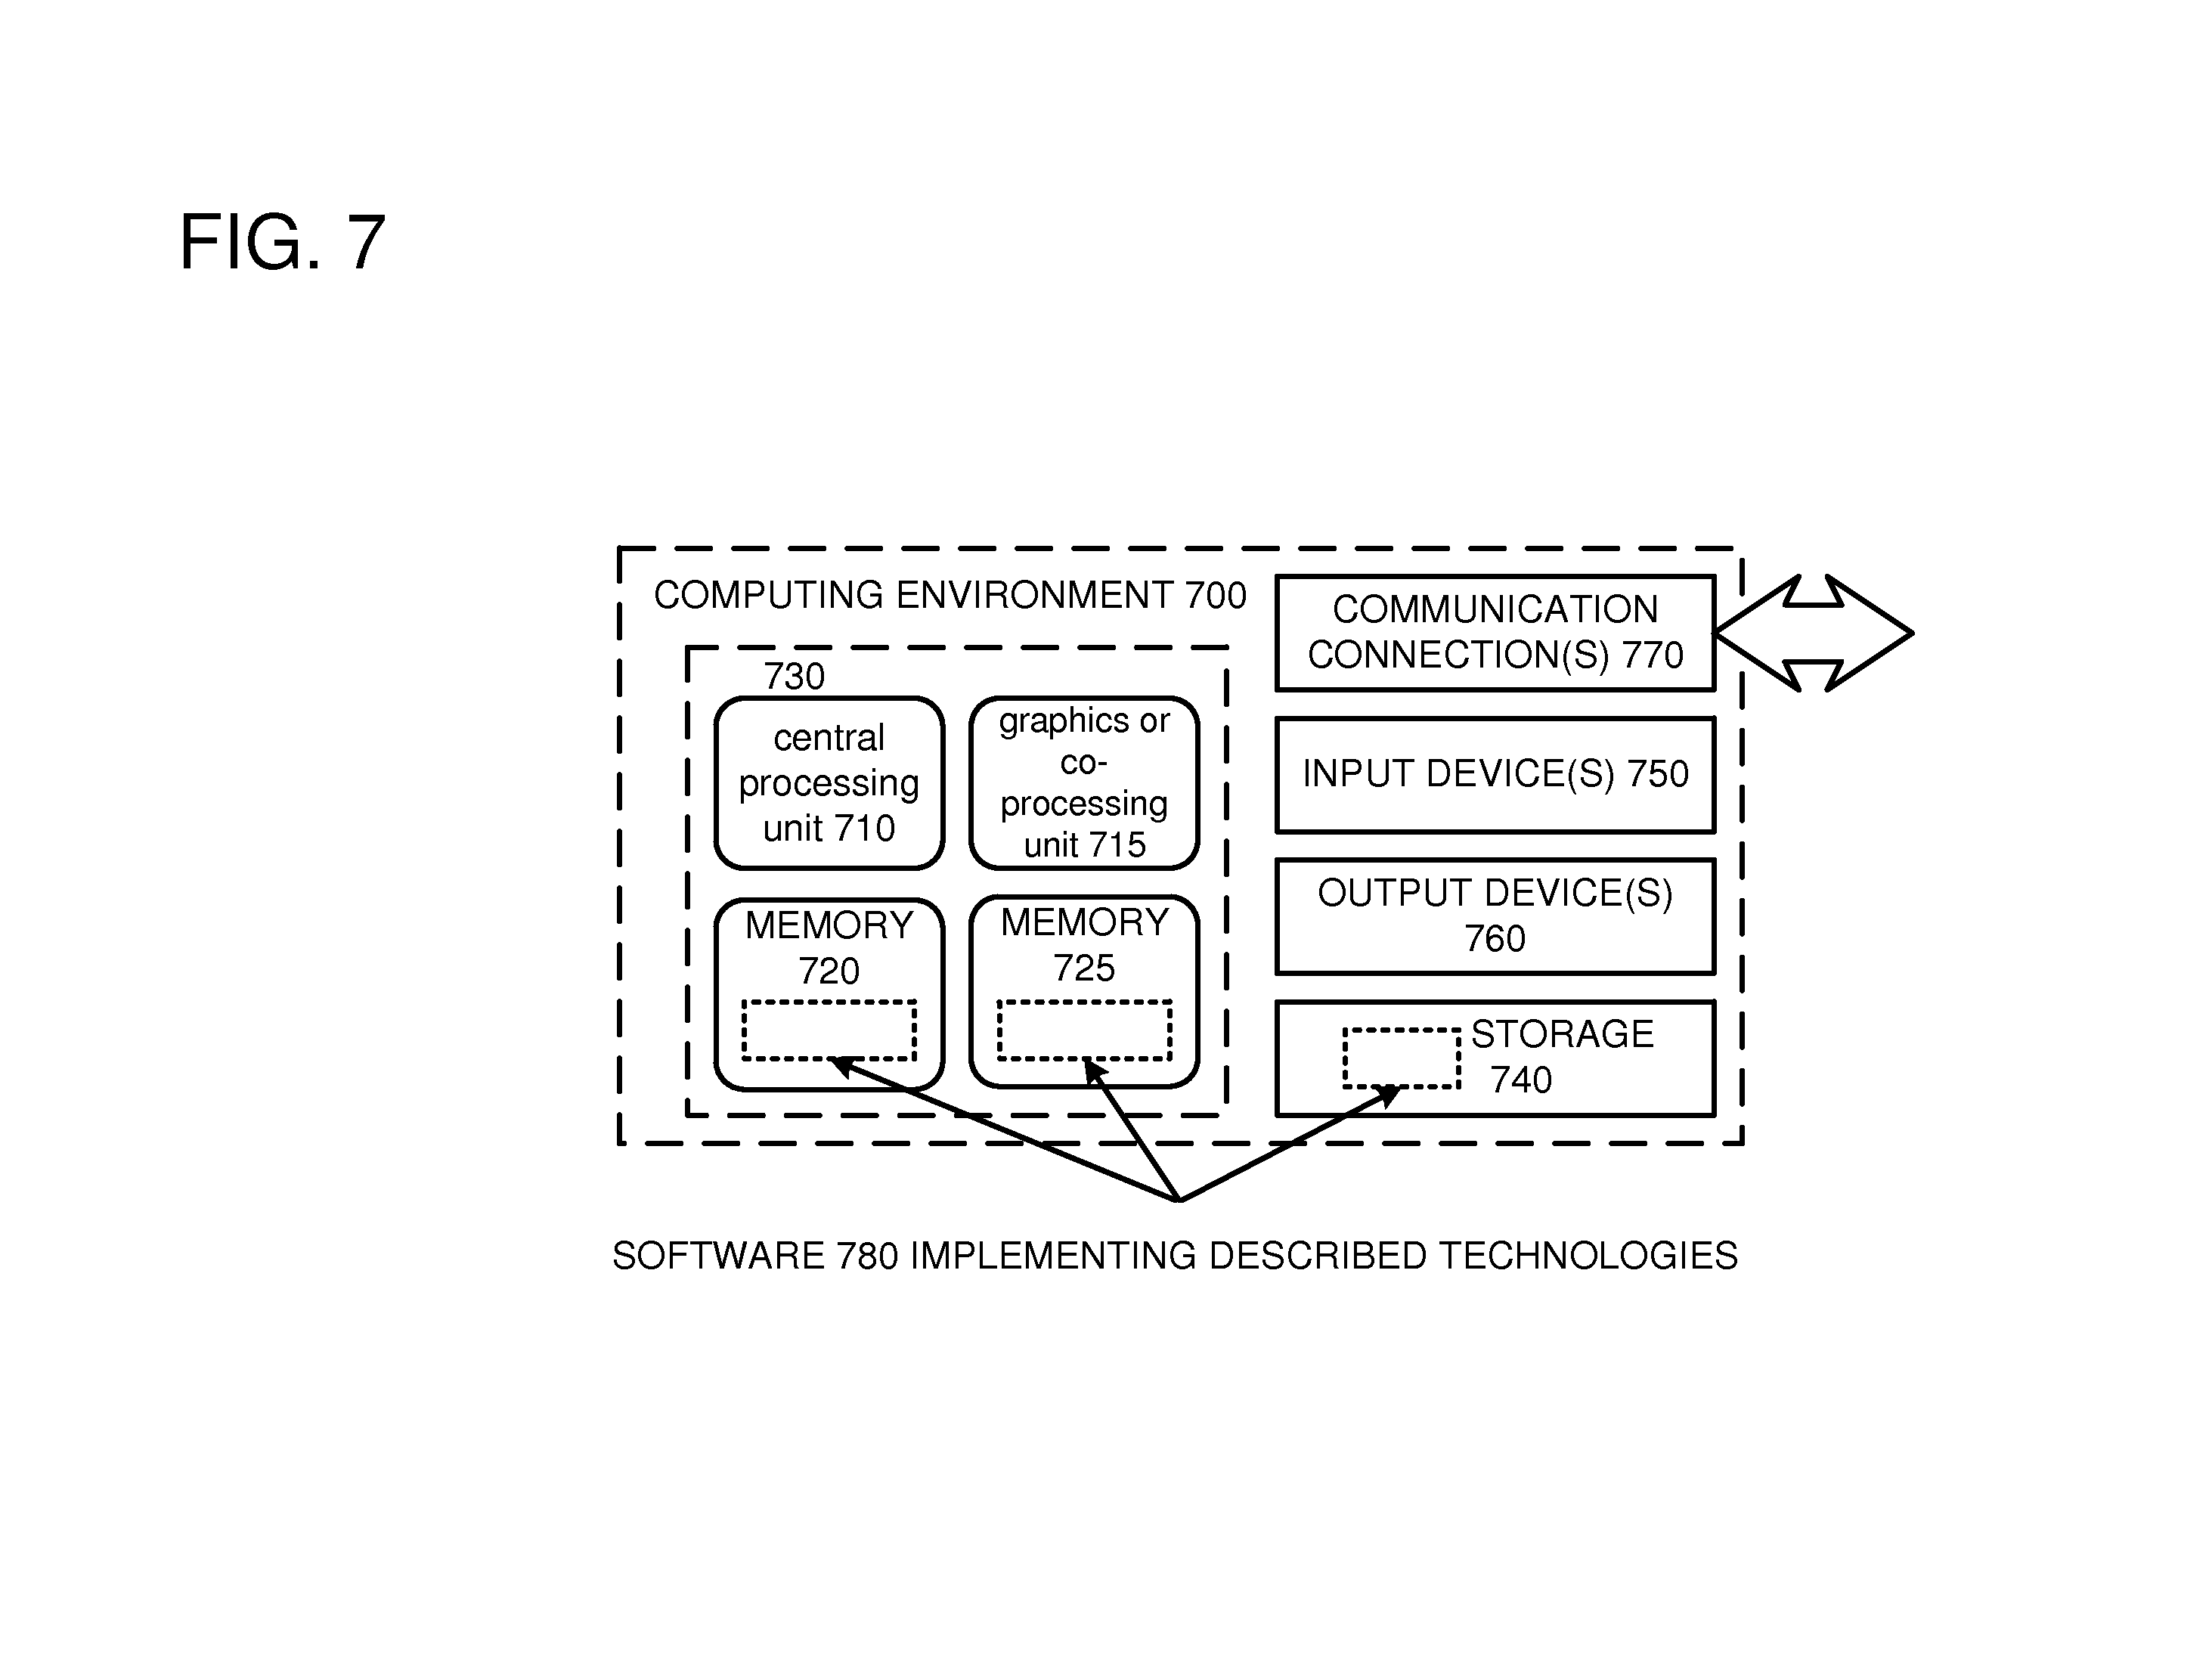 FIG. 7
COMPUTING ENVIRONMENT 700
730
central
processing
unit 710
graphics or
co-
processing
unit 715
MEMORY
720
MEMORY
725
COMMUNICATION
CONNECTION(S) 770
INPUT DEVICE(S) 750
OUTPUT DEVICE(S)
760
STORAGE
740
SOFTWARE 780 IMPLEMENTING DESCRIBED TECHNOLOGIES